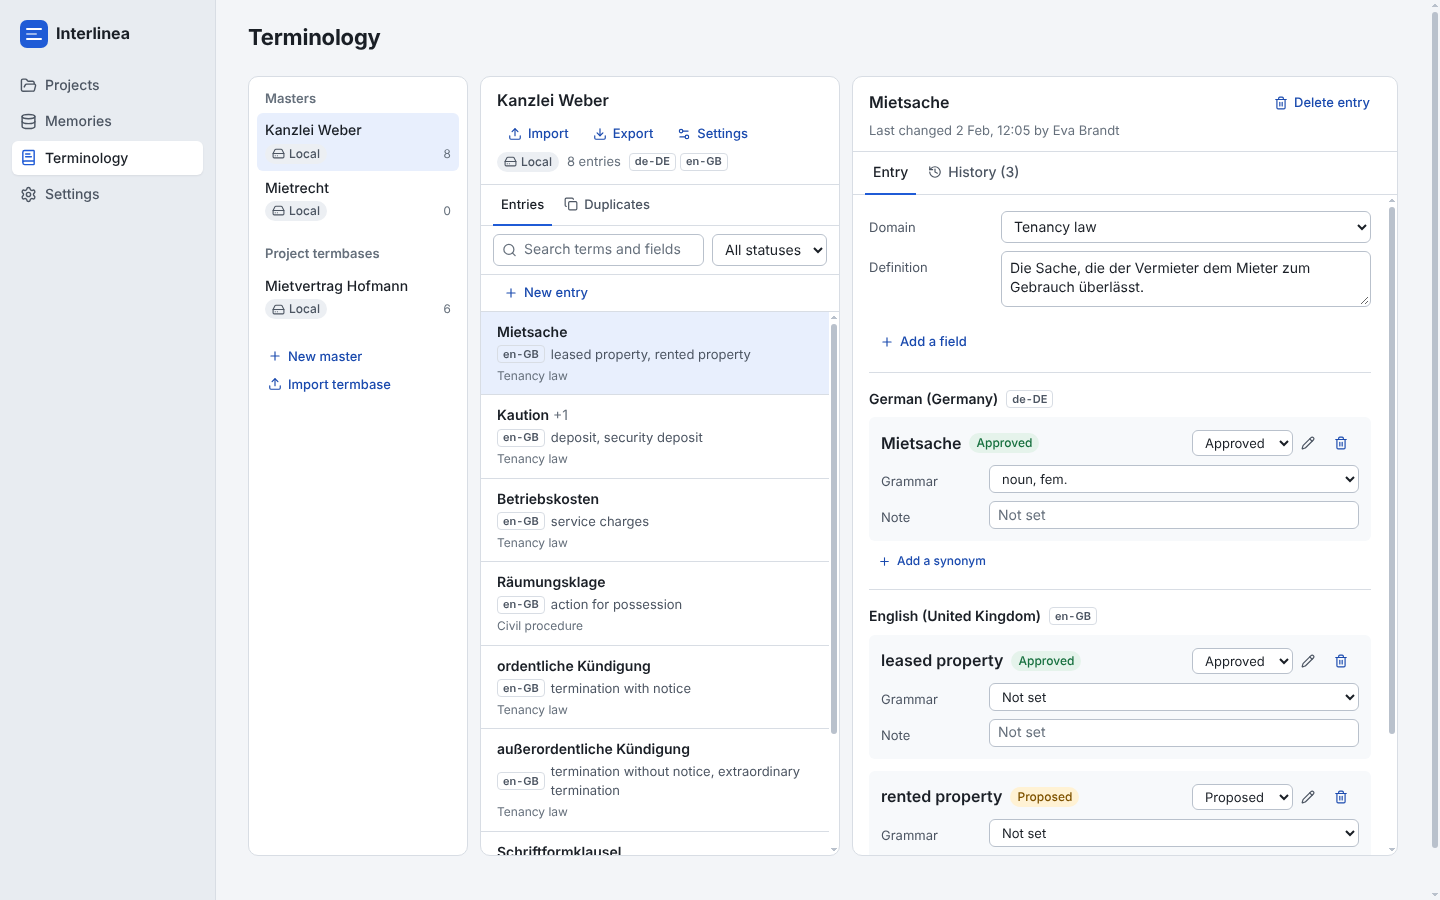 Interlinea
Projects
Memories
Terminology
Settings
Terminology
Masters
Kanzlei Weber
Local 8
Mietrecht
Local 0
Project termbases
Mietvertrag Hofmann
Local 6
New master
Import termbase
Kanzlei Weber
Import Export Settings
Local 8 entries de-DE en-GB
Entries Duplicates
Search terms and fields All statuses
New entry
Mietsache
en-GB leased property, rented property
Tenancy law
Kaution +1
en-GB deposit, security deposit
Tenancy law
Betriebskosten
en-GB service charges
Tenancy law
Räumungsklage
en-GB action for possession
Civil procedure
ordentliche Kündigung
en-GB termination with notice
Tenancy law
außerordentliche Kündigung
en-GB termination without notice, extraordinary
termination
Tenancy law
Schriftformklausel
Mietsache
Delete entry
Last changed 2 Feb, 12:05 by Eva Brandt
Entry History (3)
Domain Tenancy law
Definition Die Sache, die der Vermieter dem Mieter zum
Gebrauch überlässt.
Add a field
German (Germany) de-DE
Mietsache Approved Approved
Grammar noun, fem.
Note Not set
Add a synonym
English (United Kingdom) en-GB
leased property Approved Approved
Grammar Not set
Note Not set
rented property Proposed Proposed
Grammar Not set